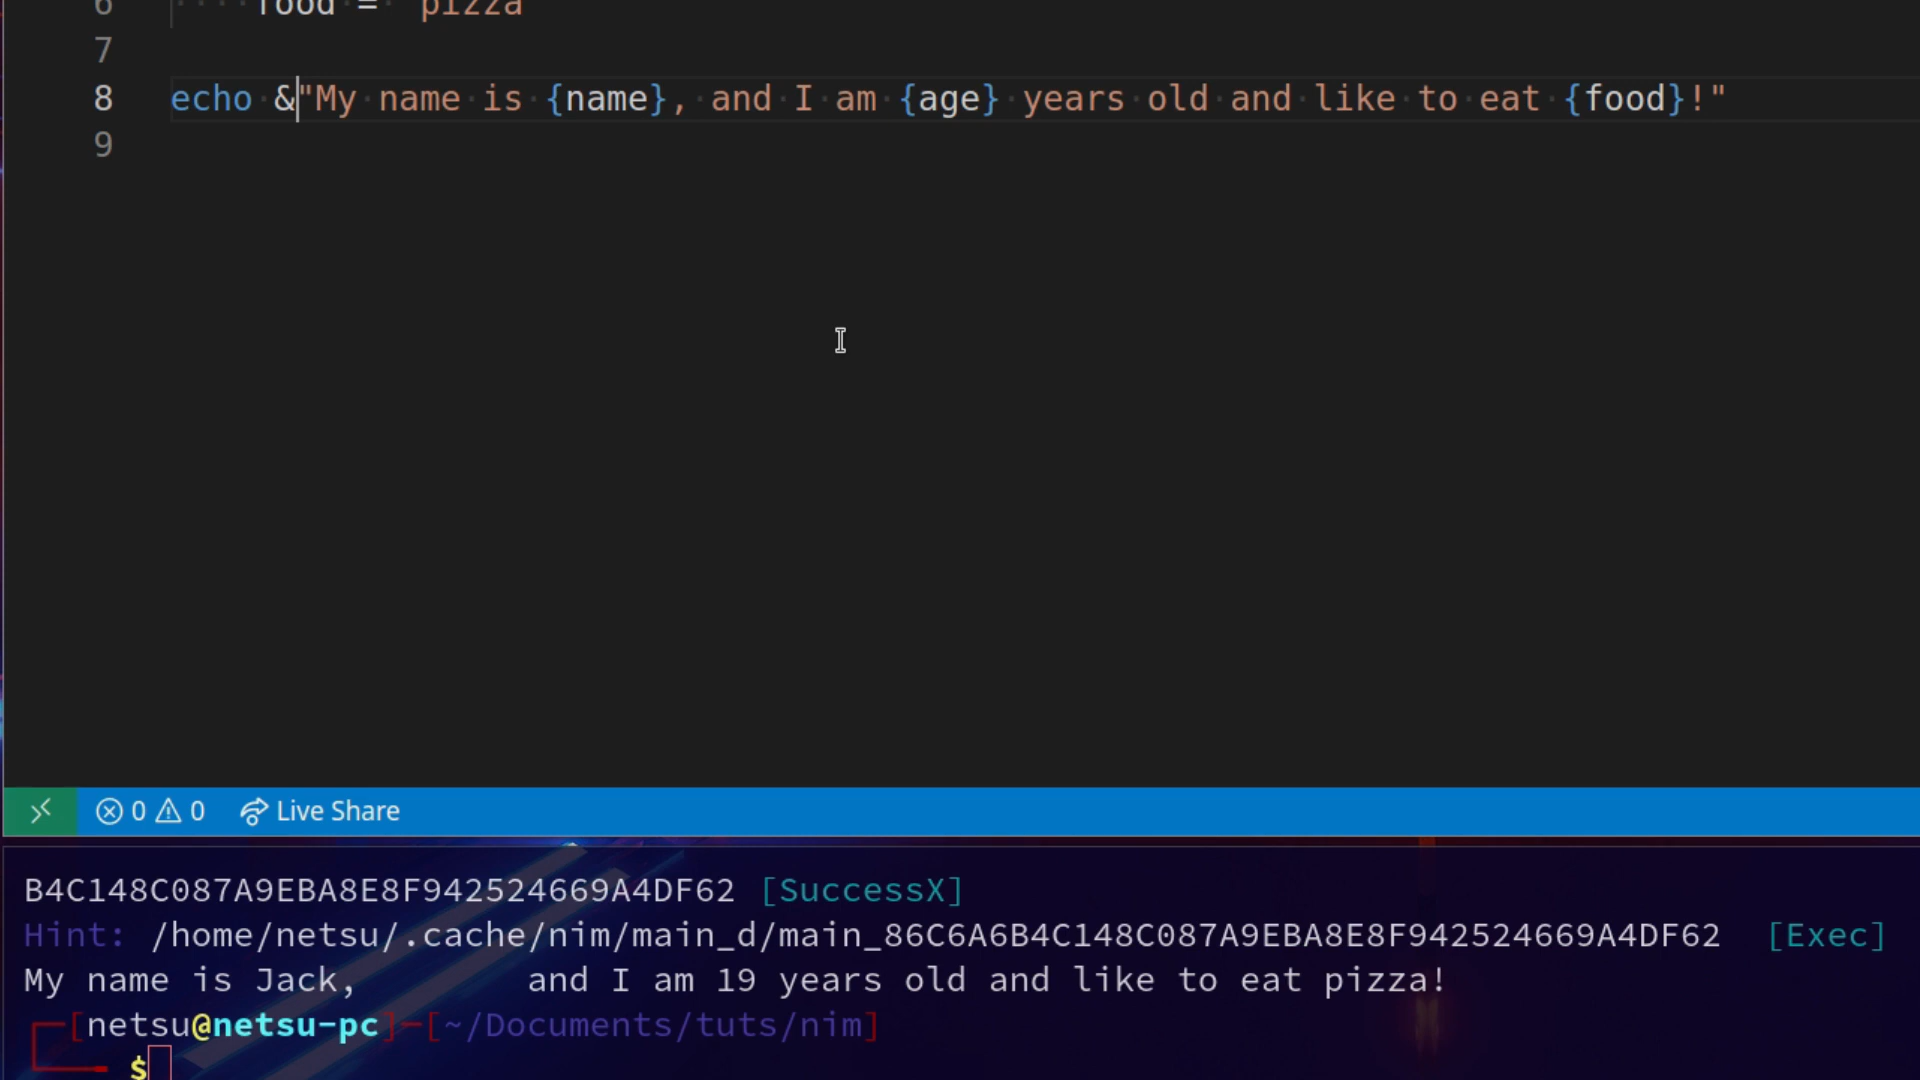 6 food = "pizza"
7
8 echo &"My name is {name}, and I am {age} years old and like to eat {food}!"
9
0 0 Live Share
B4C148C087A9EBA8E8F942524669A4DF62 [SuccessX]
Hint: /home/netsu/.cache/nim/main_d/main_86C6A6B4C148C087A9EBA8E8F942524669A4DF62 [Exec]
My name is Jack, and I am 19 years old and like to eat pizza!
[netsu@netsu-pc]-[~/Documents/tuts/nim]
$